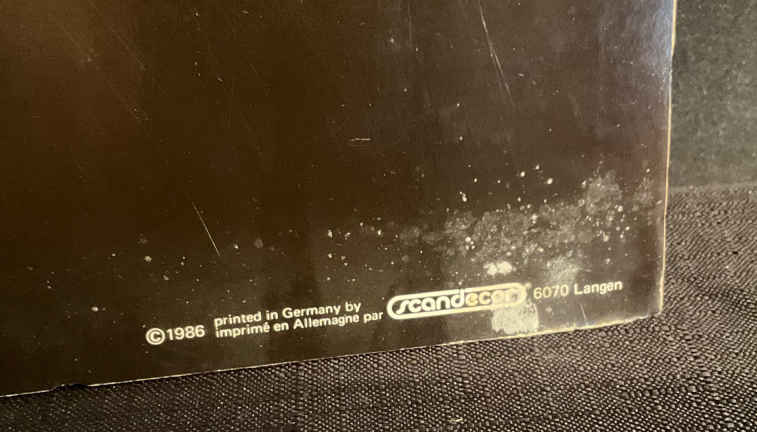 ©1986 printed in Germany by
imprimé en Allemagne par
scandecor® 6070 Langen